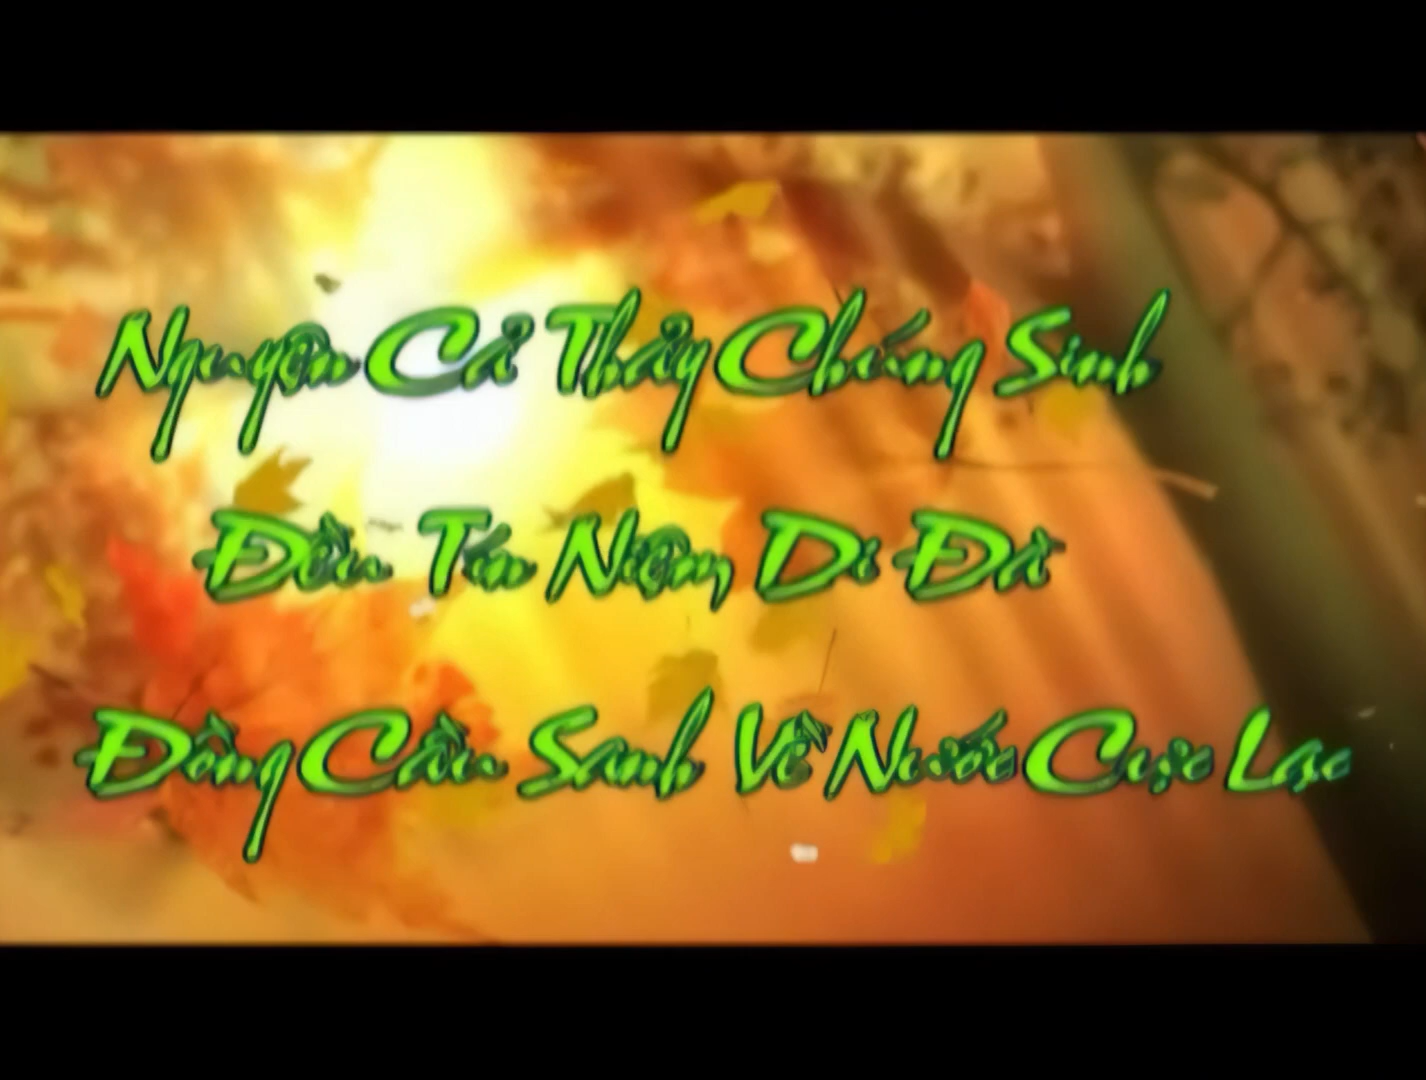 Nguyện Cả Thảy Chúng Sinh
Đều Tín Niệm Di Đà
Đồng Cầu Sanh Về Nước Cực Lạc